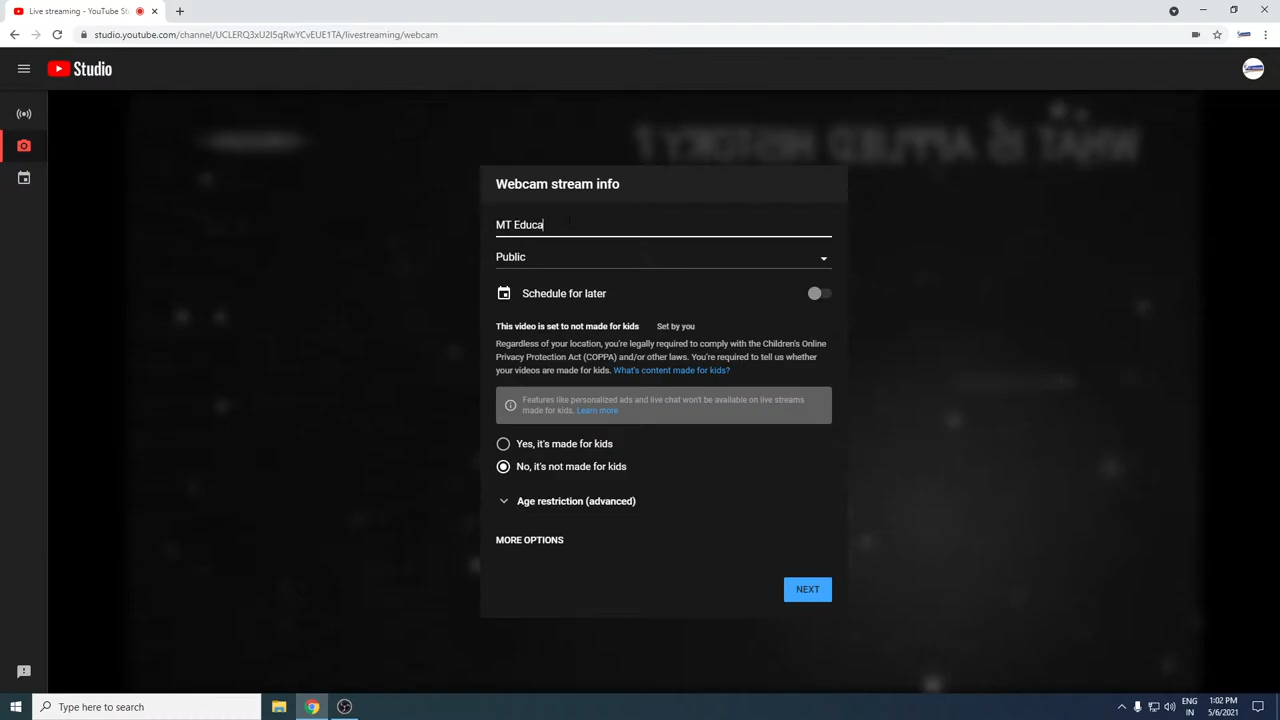 Live streaming - YouTube St
studio.youtube.com/channel/UCLERQ3xU2I5qRwYCvEUE1TA/livestreaming/webcam
Studio
WHAT IS APPLIED HISTORY ?
Webcam stream info
MT Educa
Public
Schedule for later
This video is set to not made for kids Set by you
Regardless of your location, you're legally required to comply with the Children's Online
Privacy Protection Act (COPPA) and/or other laws. You're required to tell us whether
your videos are made for kids. What's content made for kids?
Features like personalized ads and live chat won't be available on live streams
made for kids. Learn more
Yes, it's made for kids
No, it's not made for kids
Age restriction (advanced)
MORE OPTIONS
NEXT
Type here to search
ENG
IN
1:02 PM
5/6/2021